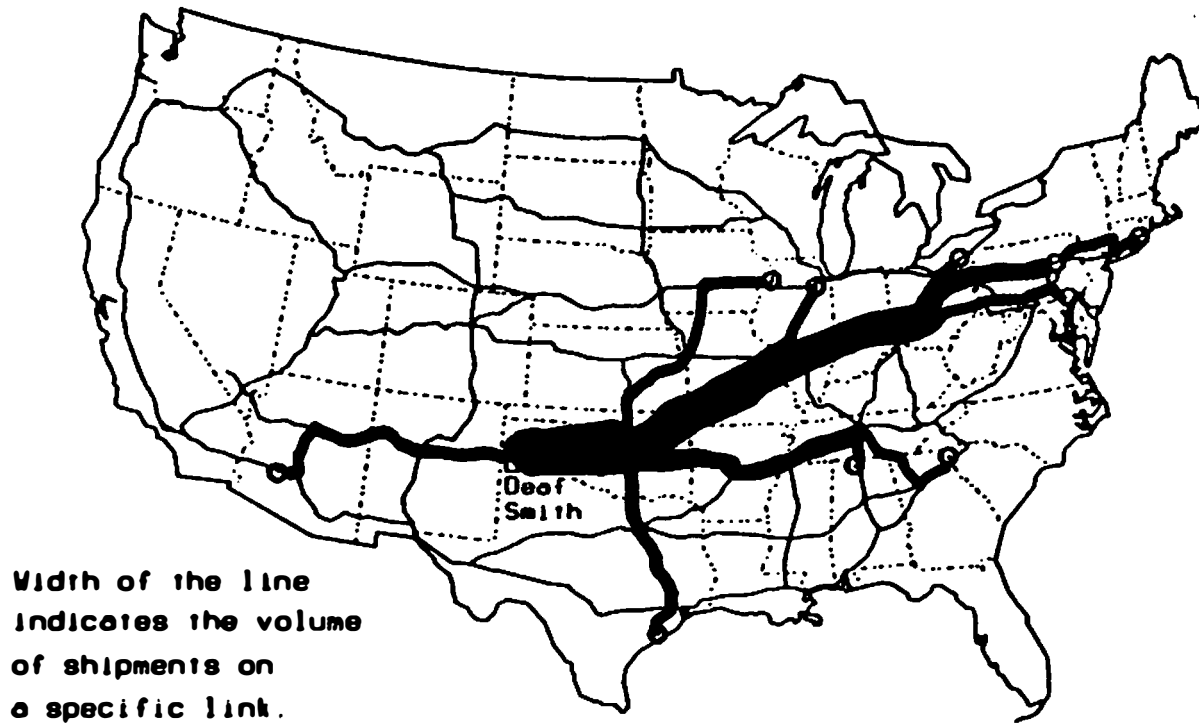 Deaf
Smith
Width of the line
indicates the volume
of shipments on
a specific link.